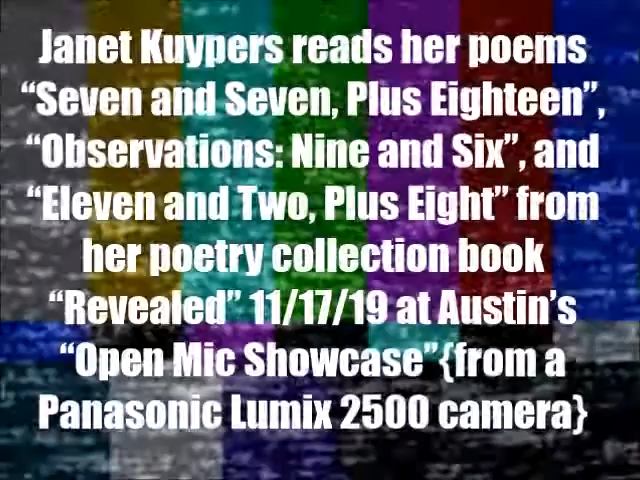 Janet Kuypers reads her poems
“Seven and Seven, Plus Eighteen”,
“Observations: Nine and Six”, and
“Eleven and Two, Plus Eight” from
her poetry collection book
“Revealed” 11/17/19 at Austin’s
“Open Mic Showcase”{from a
Panasonic Lumix 2500 camera}